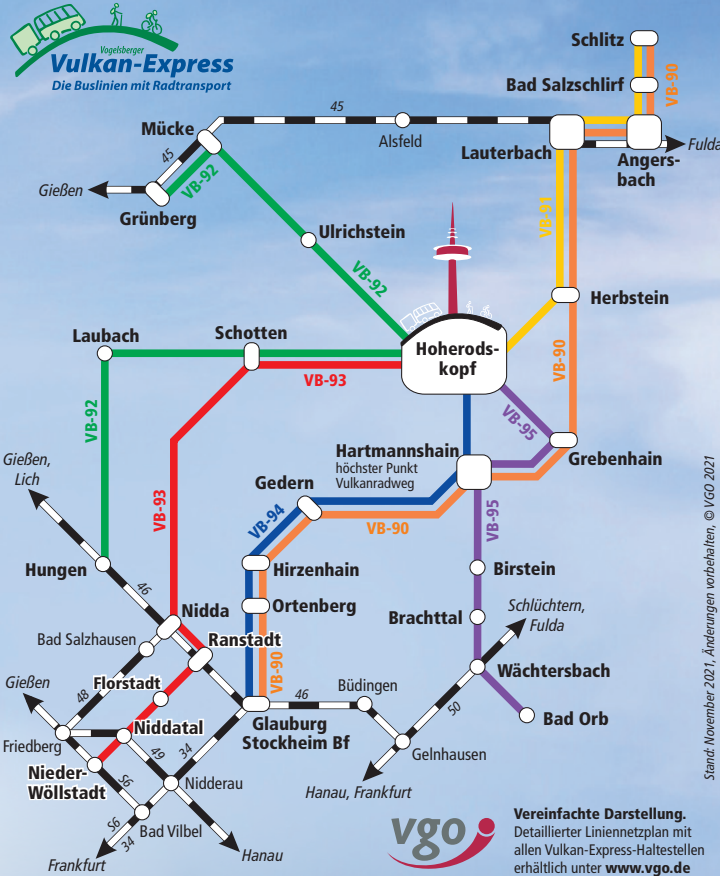 Vogelsberger
Vulkan-Express
Die Buslinien mit Radtransport
Schlitz
Bad Salzschlirf
VB-90
45
Alsfeld
Mücke
45
VB-92
Gießen
Grünberg
Lauterbach
Angers-
bach
Fulda
Ulrichstein
VB-92
VB-91
Herbstein
Laubach
Schotten
VB-93
Hoherods-
kopf
VB-90
VB-95
VB-92
Grebenhain
Hartmannshain
höchster Punkt
Vulkanradweg
Gießen,
Lich
VB-93
Gedern
VB-94
VB-90
VB-95
Hungen
46
Hirzenhain
Birstein
Ortenberg
Nidda
Brachttal
Schlüchtern,
Fulda
Bad Salzhausen
Ranstadt
VB-90
Wächtersbach
Gießen
48
Florstadt
46
Büdingen
50
Bad Orb
Glauburg
Stockheim Bf
Niddatal
Friedberg
49
34
Gelnhausen
Nieder-
Wöllstadt
S6
Nidderau
Hanau, Frankfurt
S6
34
Bad Vilbel
Frankfurt
Hanau
vgo
Vereinfachte Darstellung.
Detaillierter Liniennetzplan mit
allen Vulkan-Express-Haltestellen
erhältlich unter www.vgo.de
Stand: November 2021, Änderungen vorbehalten, © VGO 2021